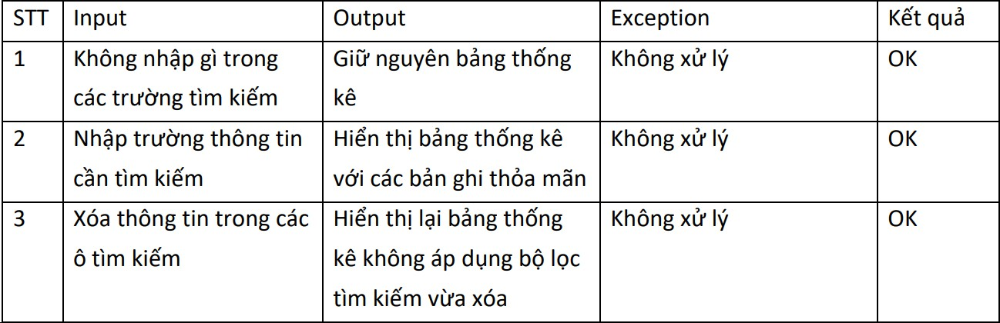 STT Input Output Exception Kết quả
1 Không nhập gì trong Giữ nguyên bảng thống Không xử lý OK
các trường tìm kiếm kê
2 Nhập trường thông tin Hiển thị bảng thống kê Không xử lý OK
cần tìm kiếm với các bản ghi thỏa mãn
3 Xóa thông tin trong các Hiển thị lại bảng thống Không xử lý OK
ô tìm kiếm kê không áp dụng bộ lọc
tìm kiếm vừa xóa